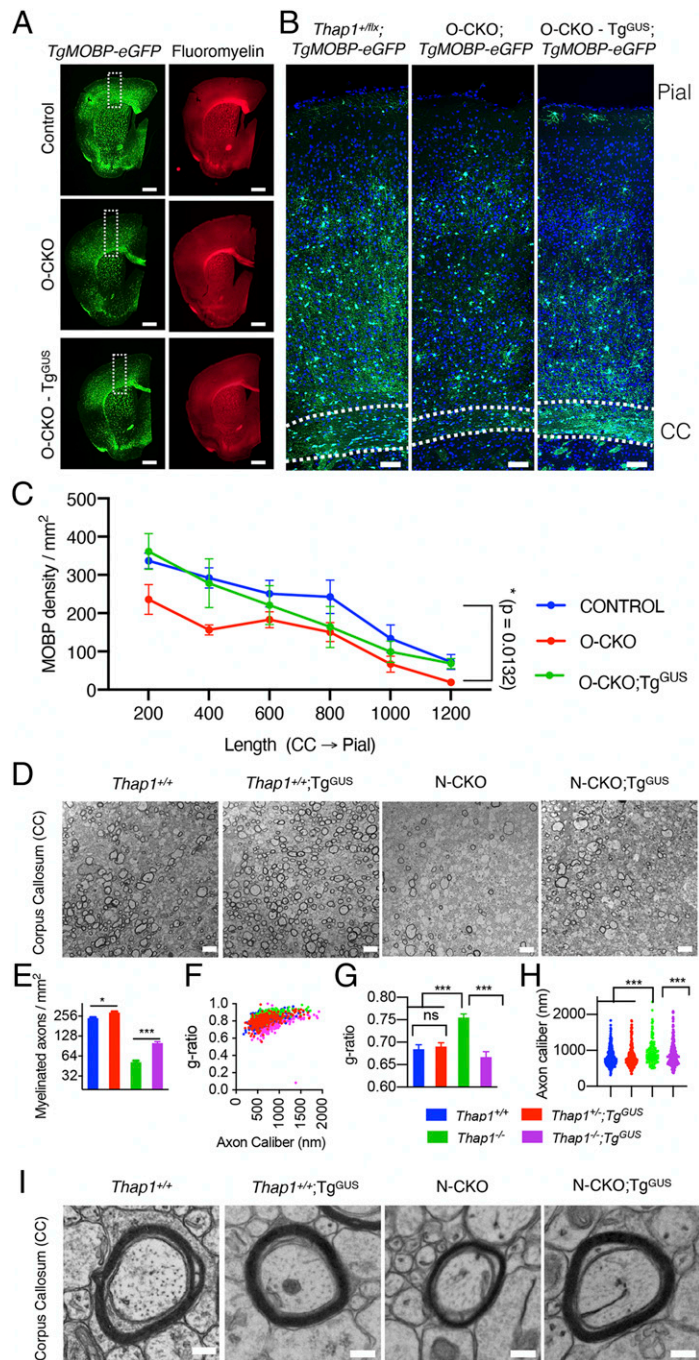 A
TgMOBP-eGFP Fluoromyelin
Control
O-CKO
O-CKO - TgGUS
B
Thap1+/flx; O-CKO; O-CKO - TgGUS;
TgMOBP-eGFP TgMOBP-eGFP TgMOBP-eGFP
Pial
CC
C
MOBP density / mm2
500
400
300
200
100
0
200 400 600 800 1000 1200
Length (CC → Pial)
* (p = 0.0132)
CONTROL
O-CKO
O-CKO;TgGUS
D
Thap1+/+ Thap1+/+;TgGUS N-CKO N-CKO;TgGUS
Corpus Callosum (CC)
E
Myelinated axons / mm2
256
128
64
32
* ***
F
g-ratio
1.0
0.8
0.6
0.4
0.2
0.0
0 500 1000 1500 2000
Axon Caliber (nm)
G
g-ratio
0.80
0.75
0.70
0.65
0.60
*** ***
ns
H
Axon caliber (nm)
2500
2000
1500
1000
500
0
*** ***
Thap1+/+ Thap1+/-;TgGUS
Thap1-/- Thap1-/-;TgGUS
I
Thap1+/+ Thap1+/+;TgGUS N-CKO N-CKO;TgGUS
Corpus Callosum (CC)